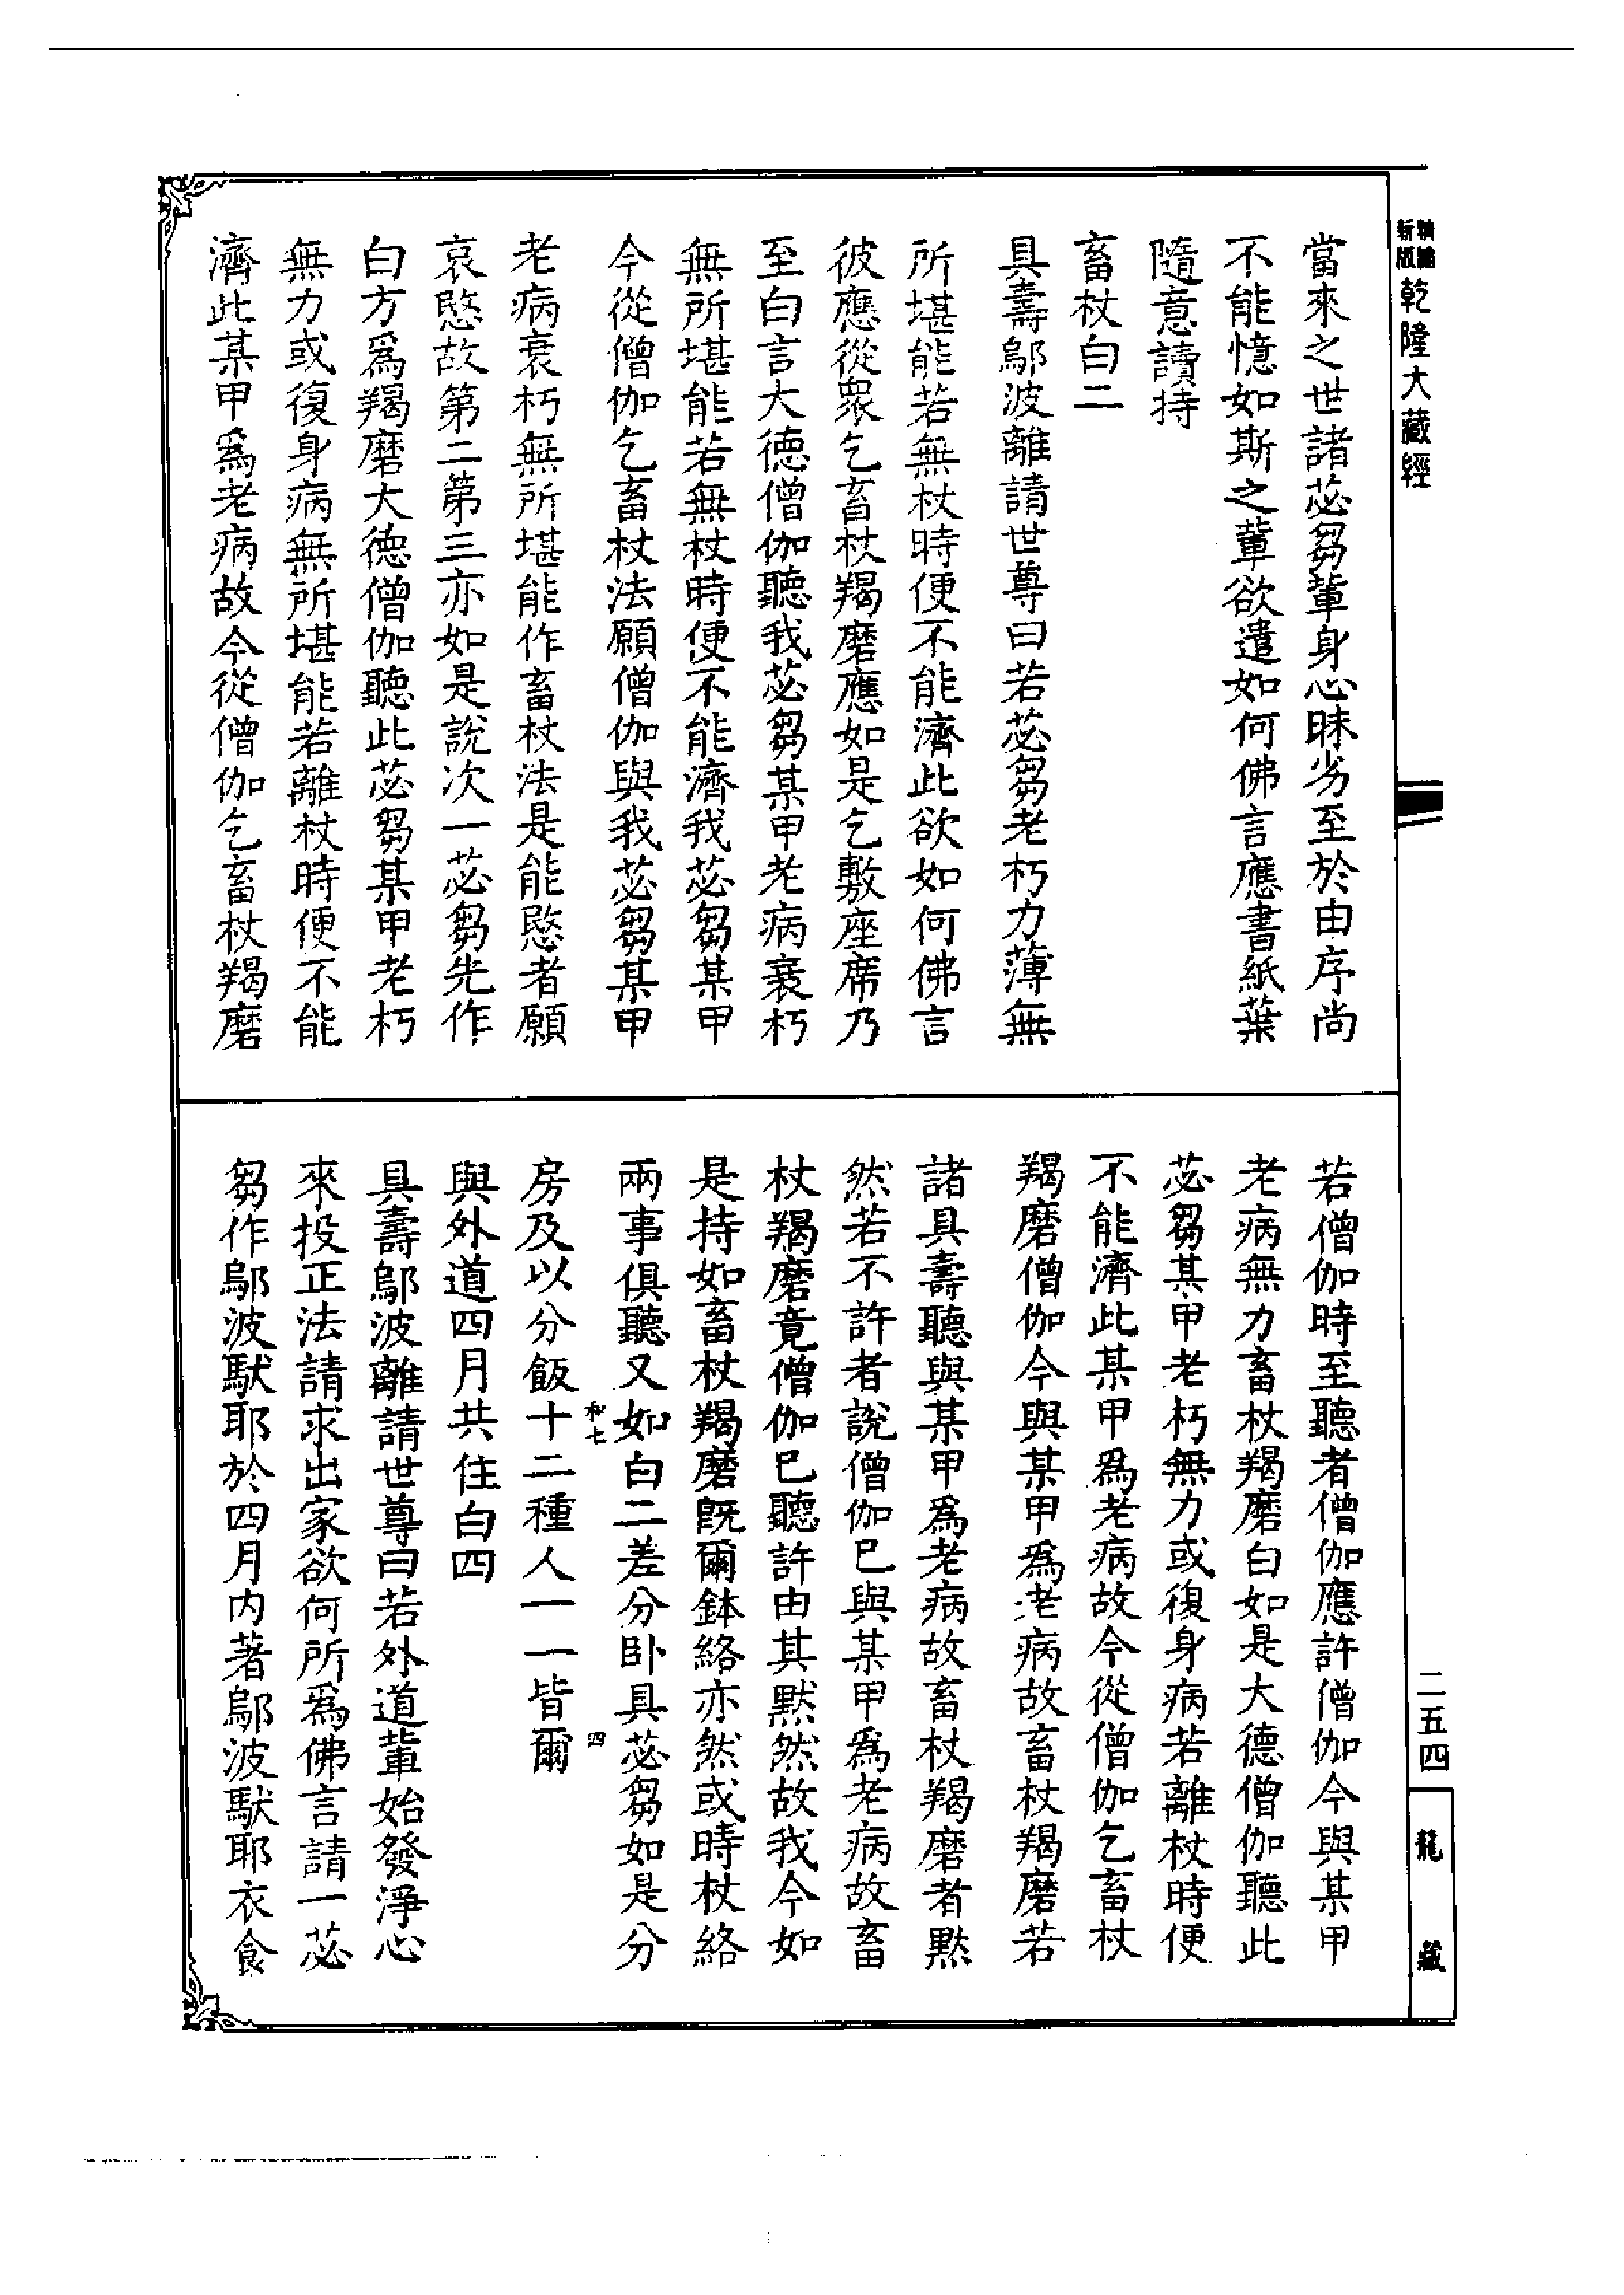 新編
新版
乾隆大藏經
當來之世諸苾芻輩身心昧劣至於由序尚
不能憶如斯之輩欲遣如何佛言應書紙葉
隨意讀持
畜杖白二
具壽鄔波離請世尊曰若苾芻老朽力薄無
所堪能若無杖時便不能濟此欲如何佛言
彼應從衆乞畜杖羯磨應如是乞敷座席乃
至白言大德僧伽聽我苾芻某甲老病衰朽
無所堪能若無杖時便不能濟我苾芻某甲
今從僧伽乞畜杖法願僧伽與我苾芻某甲
老病衰朽無所堪能作畜杖法是能愍者願
哀愍故第二第三亦如是說次一苾芻先作
白方爲羯磨大德僧伽聽此苾芻某甲老朽
無力或復身病無所堪能若離杖時便不能
濟此某甲爲老病故今從僧伽乞畜杖羯磨
若僧伽時至聽者僧伽應許僧伽今與某甲
老病無力畜杖羯磨白如是大德僧伽聽此
苾芻某甲老朽無力或復身病若離杖時便
不能濟此某甲爲老病故今從僧伽乞畜杖
羯磨僧伽今與某甲爲老病故畜杖羯磨若
諸具壽聽與某甲爲老病故畜杖羯磨者默
然若不許者說僧伽已與某甲爲老病故畜
杖羯磨竟僧伽已聽許由其默然故我今如
是持如畜杖羯磨旣爾鉢絡亦然或時杖絡
兩事俱聽又如白二差分卧具苾芻如是分
和七 四
房及以分飯十二種人一一皆爾
與外道四月共住白四
具壽鄔波離請世尊曰若外道輩始發淨心
來投正法請求出家欲何所爲佛言請一苾
芻作鄔波馱耶於四月內著鄔波馱耶衣食
二五四
龍藏